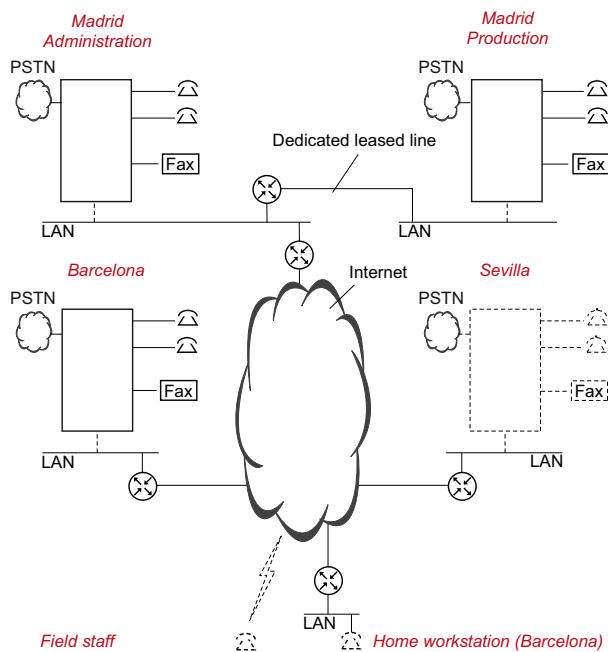 Madrid
Administration
Madrid
Production
PSTN
PSTN
Fax
Dedicated leased line
Fax
LAN
LAN
Barcelona
Internet
Sevilla
PSTN
PSTN
Fax
Fax
LAN
LAN
LAN
Field staff
Home workstation (Barcelona)